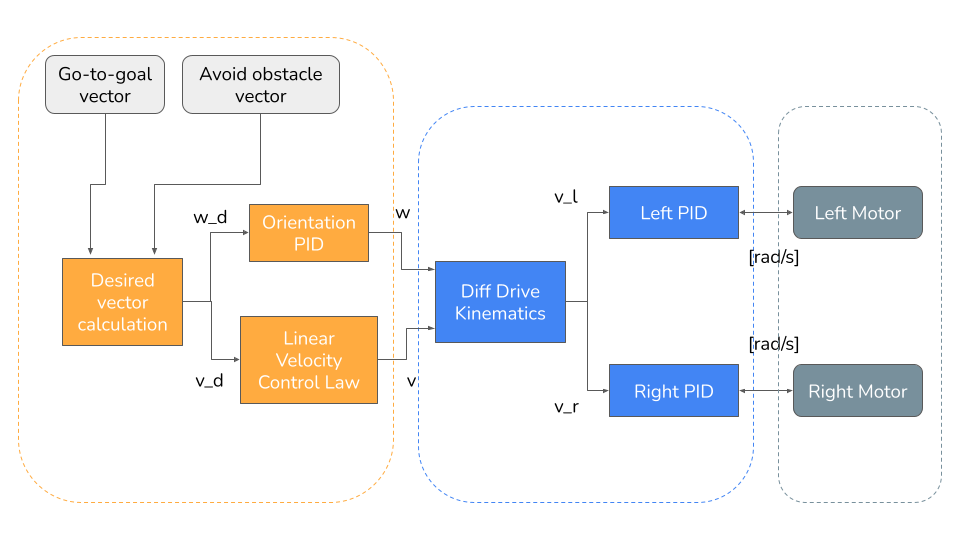 Go-to-goal
vector
Avoid obstacle
vector
w_d
Orientation
PID
w
Desired
vector
calculation
Linear
Velocity
Control Law
v_d
v
Diff Drive
Kinematics
v_l
Left PID
Left Motor
[rad/s]
[rad/s]
Right PID
Right Motor
v_r